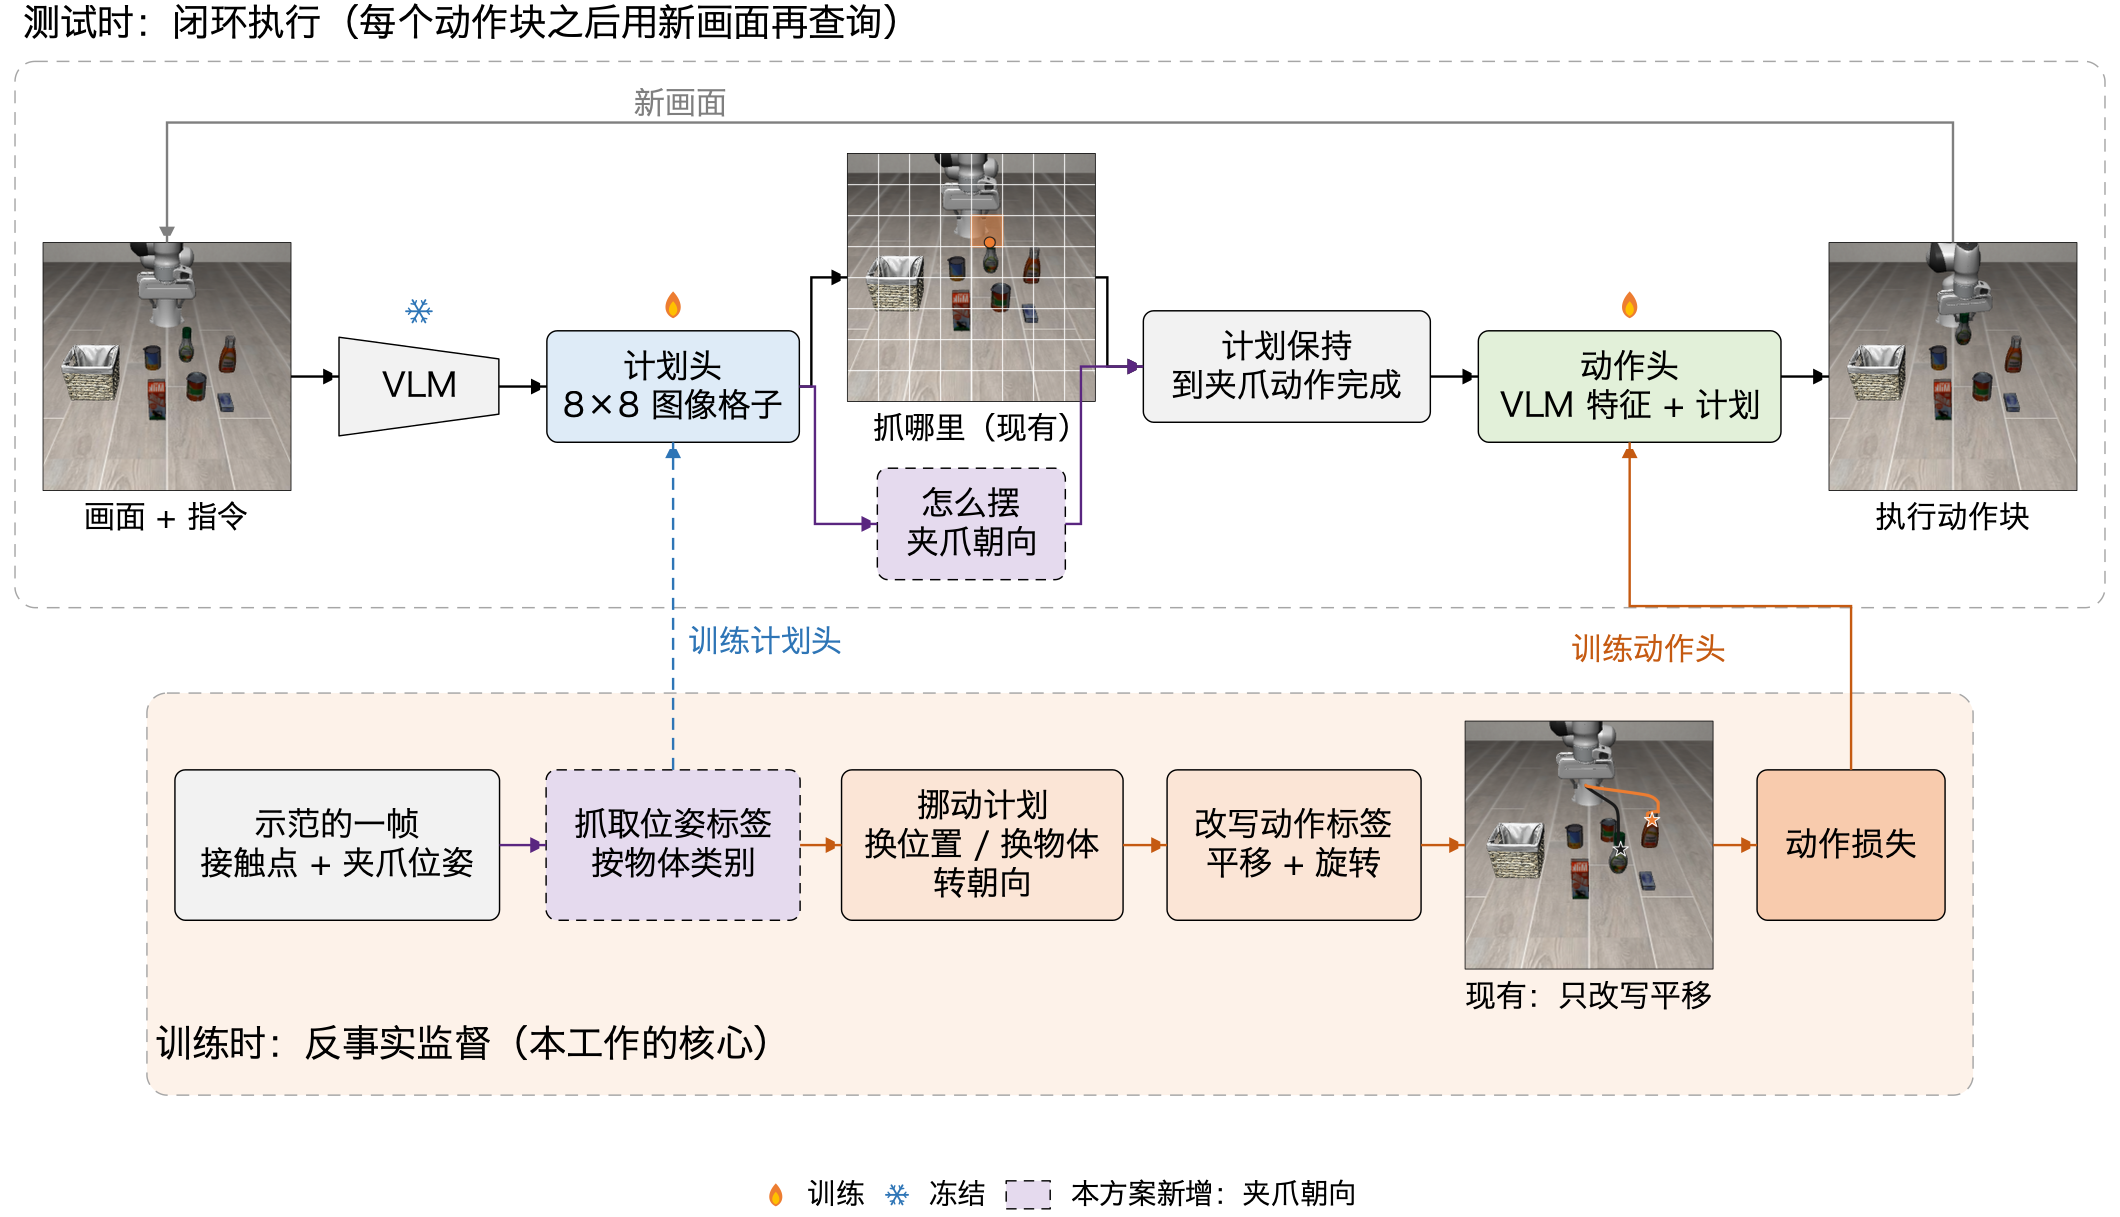 测试时：闭环执行（每个动作块之后用新画面再查询）
新画面
画面 + 指令
VLM
计划头
8×8 图像格子
抓哪里（现有）
怎么摆
夹爪朝向
计划保持
到夹爪动作完成
动作头
VLM 特征 + 计划
执行动作块
训练计划头
训练动作头
示范的一帧
接触点 + 夹爪位姿
抓取位姿标签
按物体类别
挪动计划
换位置 / 换物体
转朝向
改写动作标签
平移 + 旋转
现有：只改写平移
动作损失
训练时：反事实监督（本工作的核心）
训练
冻结
本方案新增：夹爪朝向